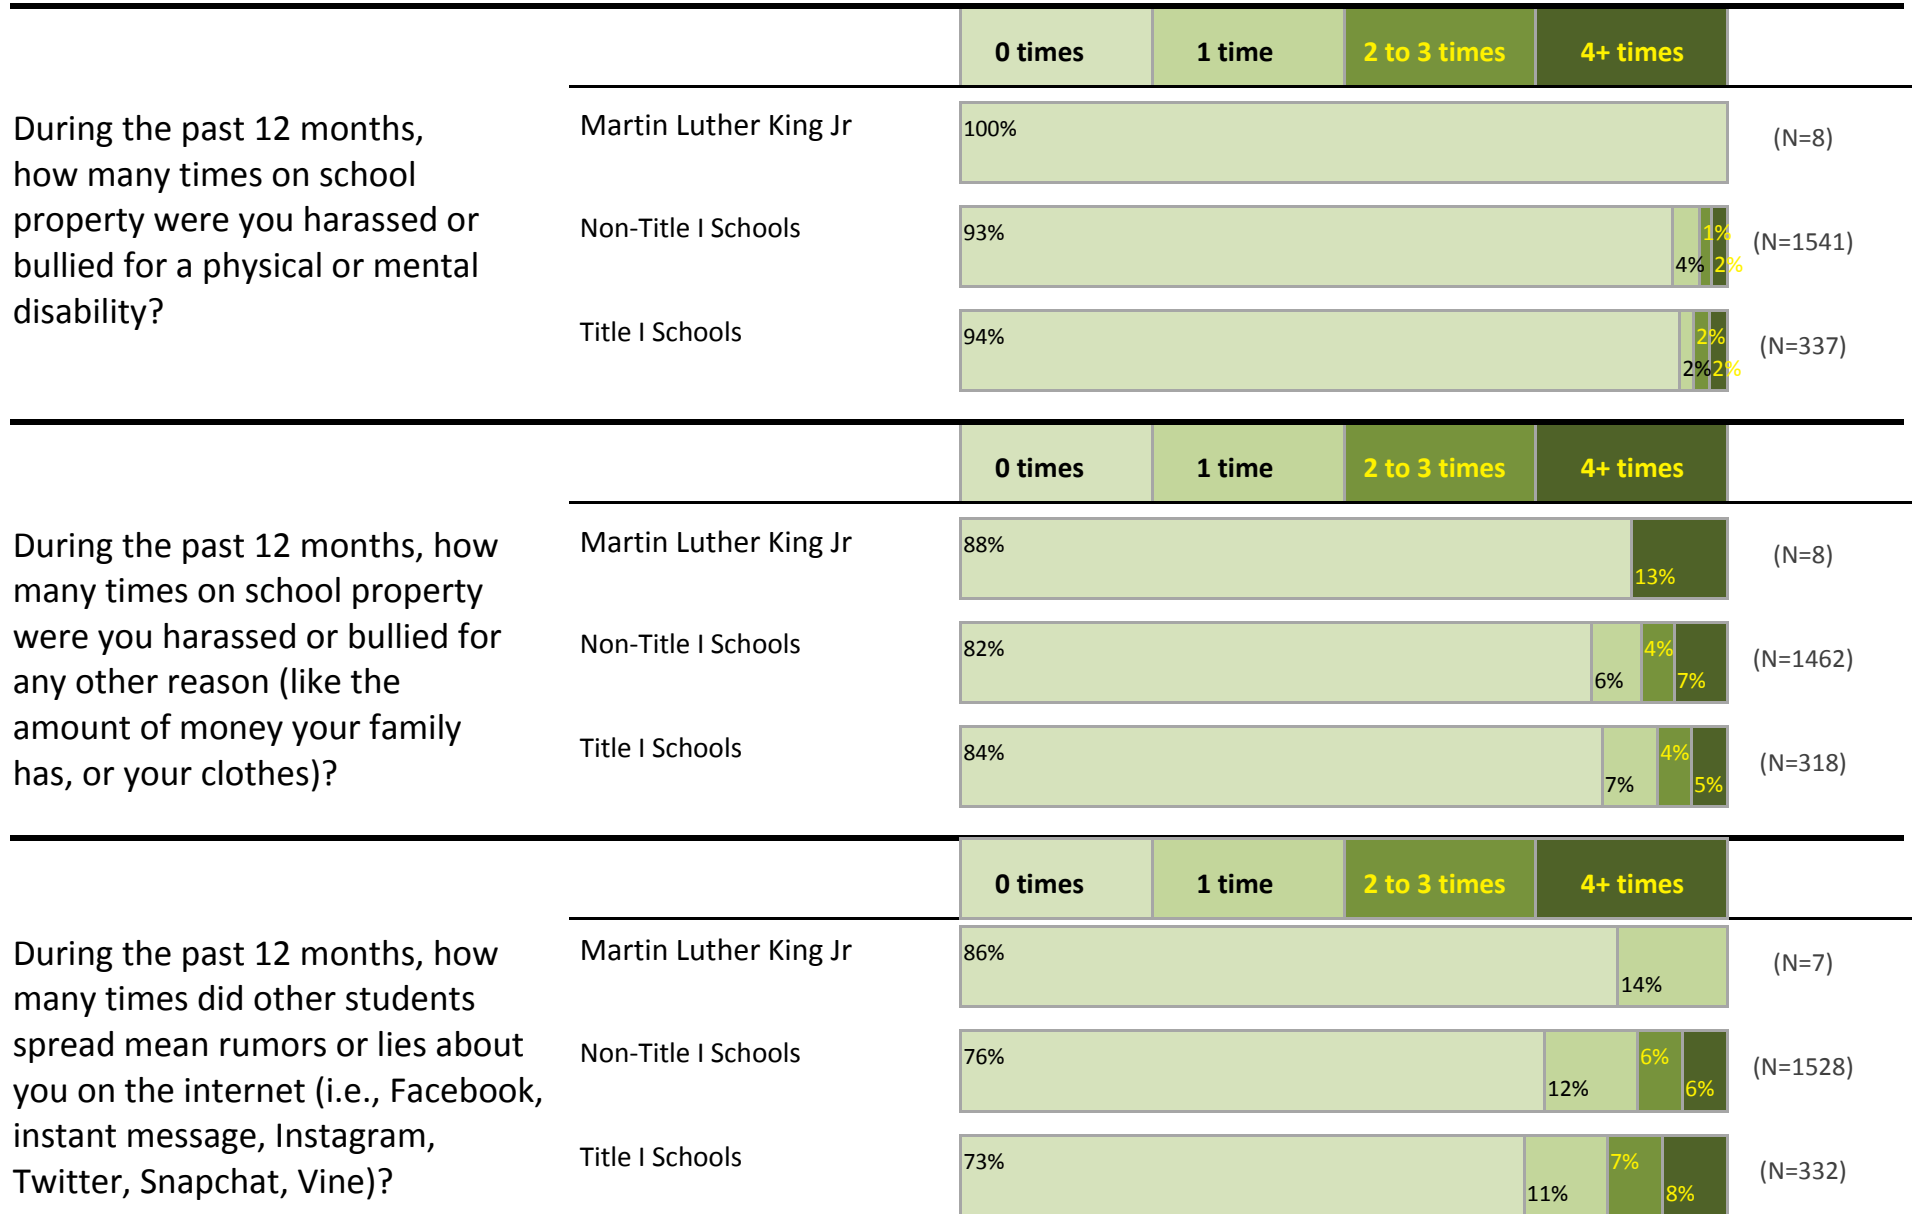 0 times 1 time 2 to 3 times 4+ times
During the past 12 months,
how many times on school
property were you harassed or
bullied for a physical or mental
disability?
Martin Luther King Jr 100% (N=8)
Non-Title I Schools 93% 4% 1% 2% (N=1541)
Title I Schools 94% 2% 2% 2% (N=337)
0 times 1 time 2 to 3 times 4+ times
During the past 12 months, how
many times on school property
were you harassed or bullied for
any other reason (like the
amount of money your family
has, or your clothes)?
Martin Luther King Jr 88% 13% (N=8)
Non-Title I Schools 82% 6% 4% 7% (N=1462)
Title I Schools 84% 7% 4% 5% (N=318)
0 times 1 time 2 to 3 times 4+ times
During the past 12 months, how
many times did other students
spread mean rumors or lies about
you on the internet (i.e., Facebook,
instant message, Instagram,
Twitter, Snapchat, Vine)?
Martin Luther King Jr 86% 14% (N=7)
Non-Title I Schools 76% 12% 6% 6% (N=1528)
Title I Schools 73% 11% 7% 8% (N=332)